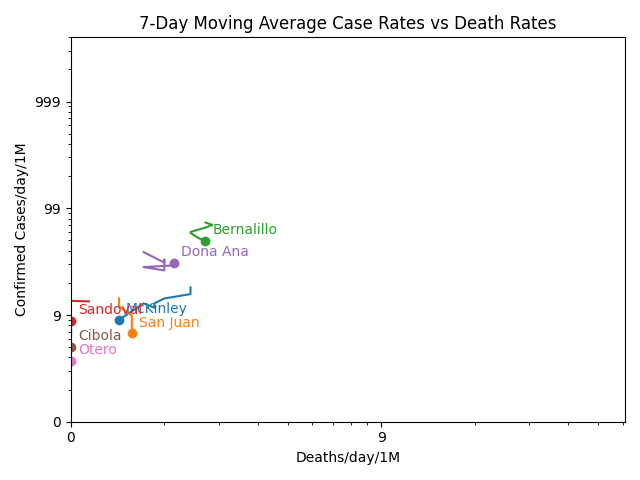 7-Day Moving Average Case Rates vs Death Rates
999
99
9
0
Confirmed Cases/day/1M
Bernalillo
Dona Ana
Sandoval
McKinley
San Juan
Cibola
Otero
0
9
Deaths/day/1M